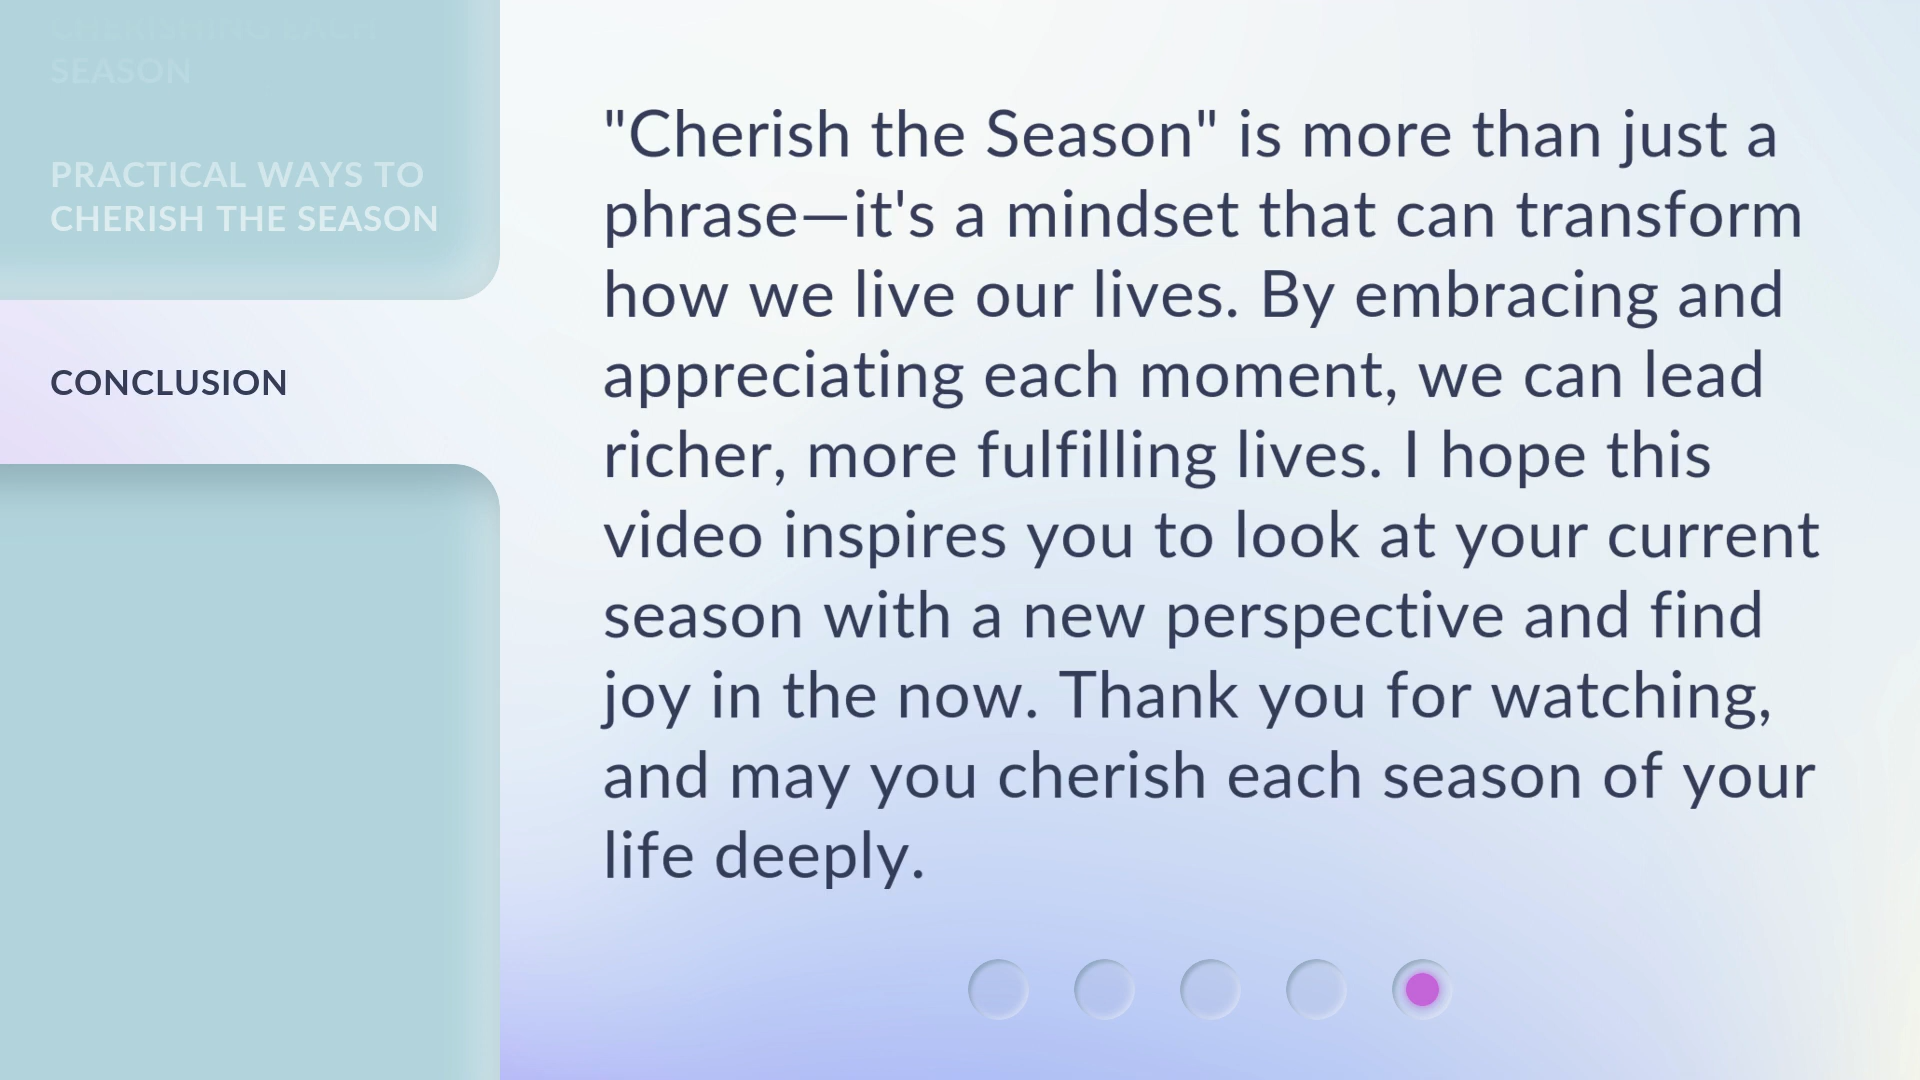 CHERISHING EACH
SEASON
PRACTICAL WAYS TO
CHERISH THE SEASON
CONCLUSION
"Cherish the Season" is more than just a
phrase—it's a mindset that can transform
how we live our lives. By embracing and
appreciating each moment, we can lead
richer, more fulfilling lives. I hope this
video inspires you to look at your current
season with a new perspective and find
joy in the now. Thank you for watching,
and may you cherish each season of your
life deeply.